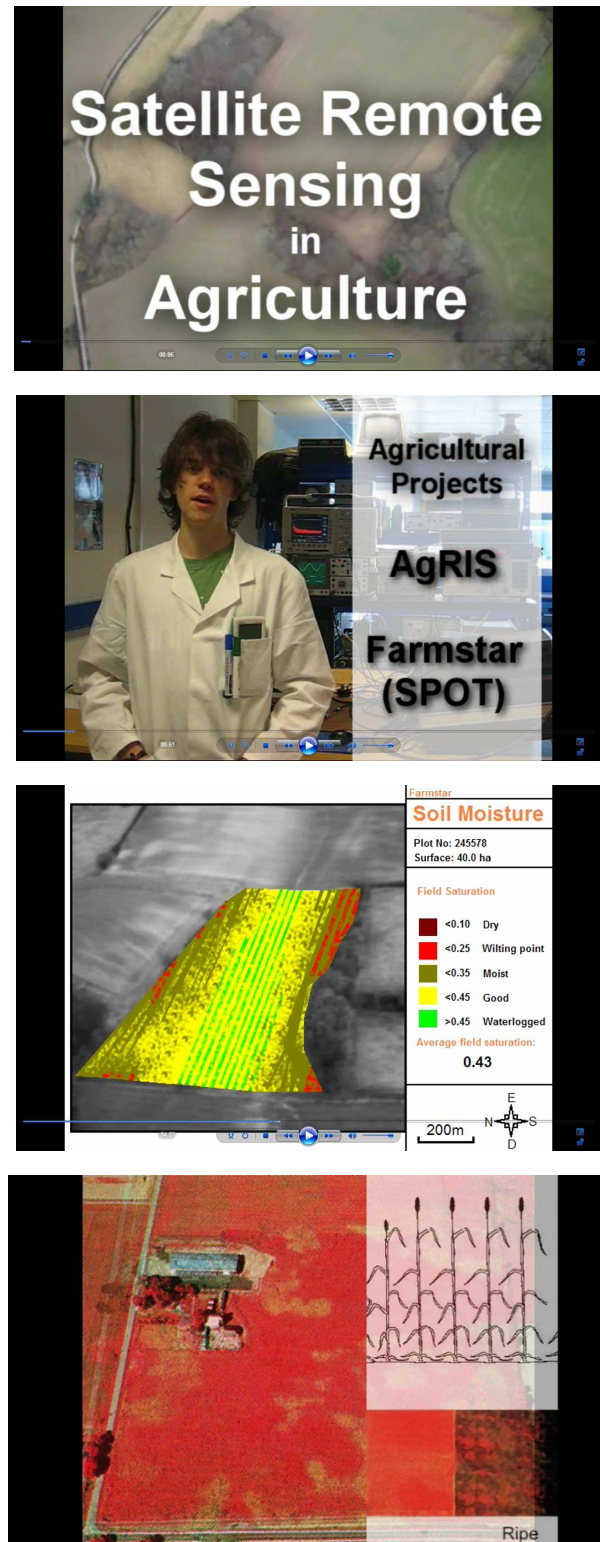 Satellite Remote
Sensing
in
Agriculture
00:06
Agricultural
Projects
AgRIS
Farmstar
(SPOT)
00:51
Farmstar
Soil Moisture
Plot No: 245578
Surface: 40.0 ha
Field Saturation
<0.10 Dry
<0.25 Wilting point
<0.35 Moist
<0.45 Good
>0.45 Waterlogged
Average field saturation:
0.43
200m
E
N S
D
Ripe